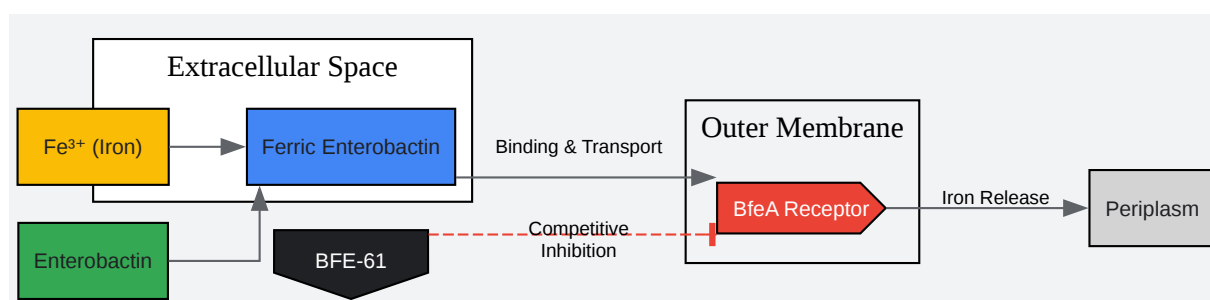 Extracellular Space
Fe³⁺ (Iron)
Ferric Enterobactin
Enterobactin
BFE-61
Binding & Transport
Competitive
Inhibition
Outer Membrane
BfeA Receptor
Iron Release
Periplasm